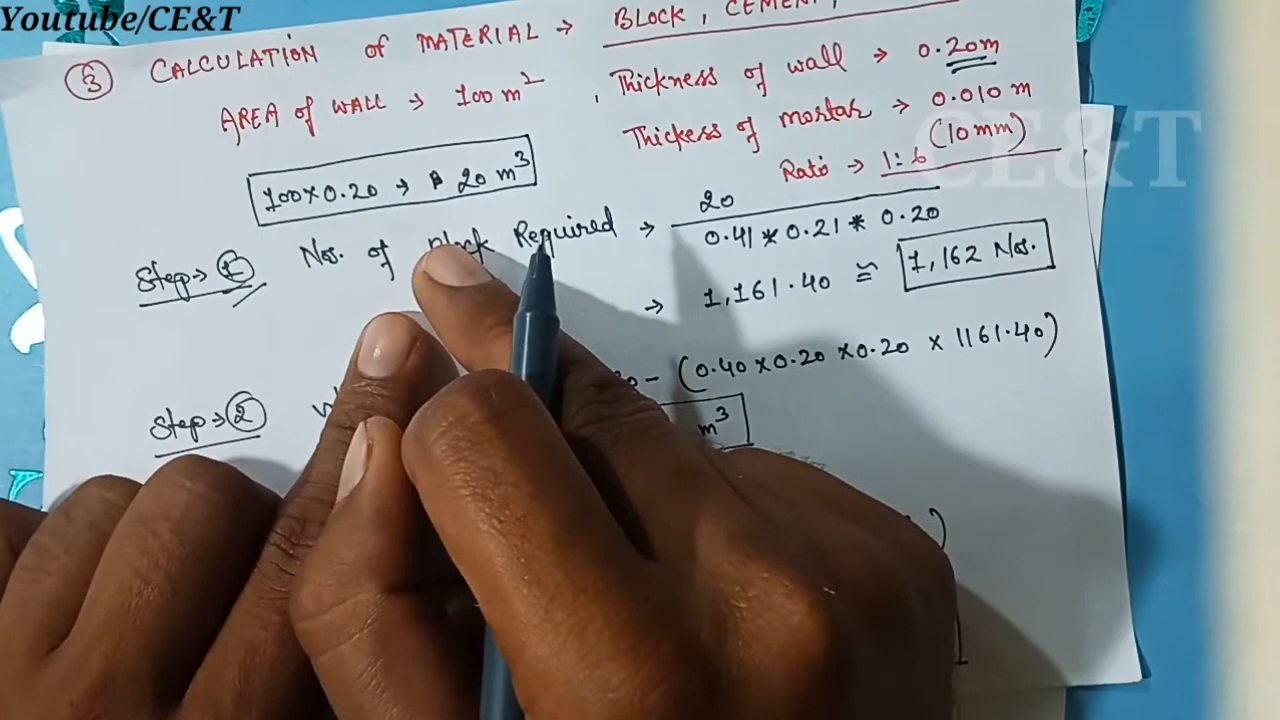 Youtube/CE&T
③ CALCULATION of MATERIAL → BLOCK, CEMENT,
AREA of WALL → 100 m², Thickness of wall → 0.20m
Thickess of mortar → 0.010 m
(10 mm)
CE&T
Ratio → 1:6
100×0.20 → 20 m³
Step→ ① Nos. of Block Required → 20 / 0.41 * 0.21 * 0.20
→ 1,161.40 ≅ 1,162 Nos.
Step→ ② - (0.40 × 0.20 × 0.20 × 1161.40)
m³